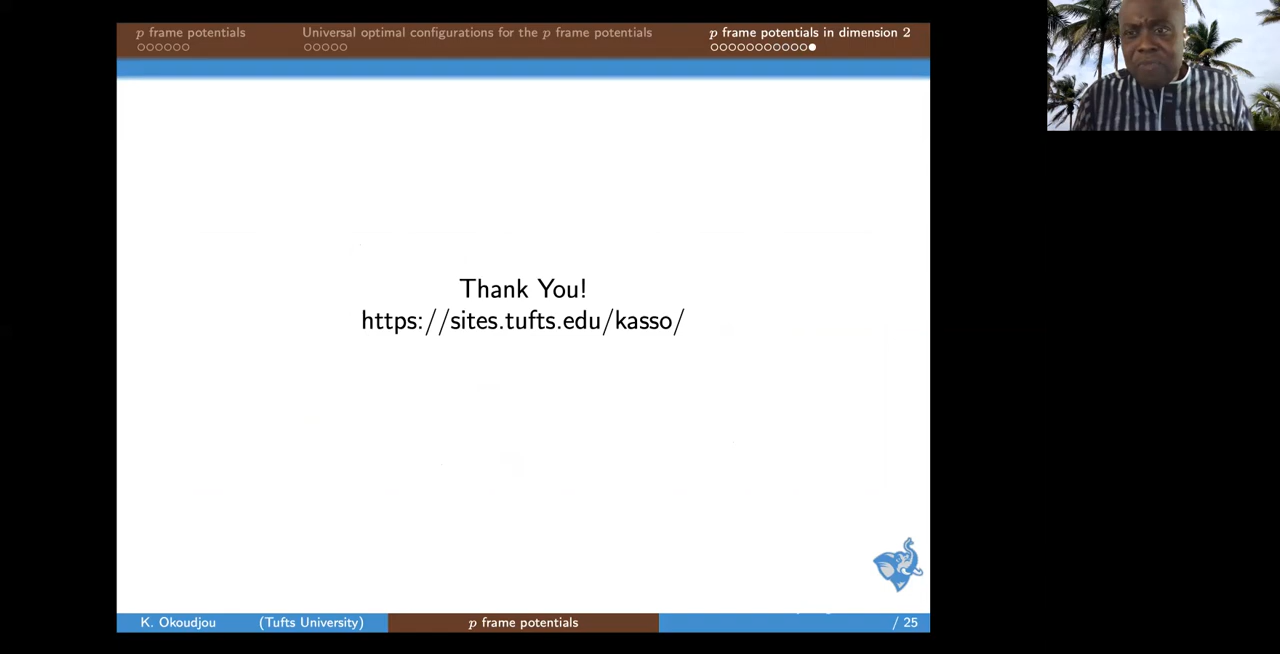 p frame potentials
Universal optimal configurations for the p frame potentials
p frame potentials in dimension 2
Thank You!
https://sites.tufts.edu/kasso/
K. Okoudjou (Tufts University)
p frame potentials
/ 25